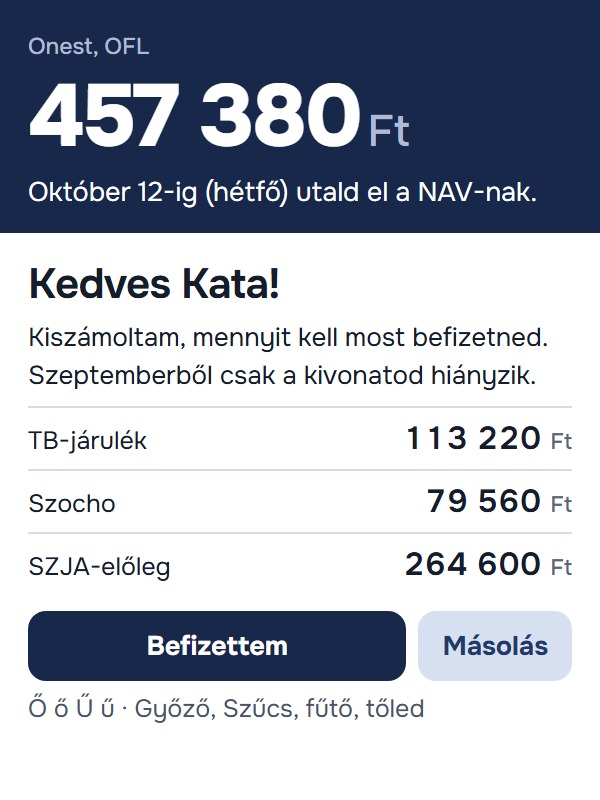 Onest, OFL
457 380 Ft
Október 12-ig (hétfő) utald el a NAV-nak.
Kedves Kata!
Kiszámoltam, mennyit kell most befizetned.
Szeptemberből csak a kivonatod hiányzik.
TB-járulék 113 220 Ft
Szocho 79 560 Ft
SZJA-előleg 264 600 Ft
Befizettem Másolás
Ő ő Ű ű · Győző, Szűcs, fűtő, tőled